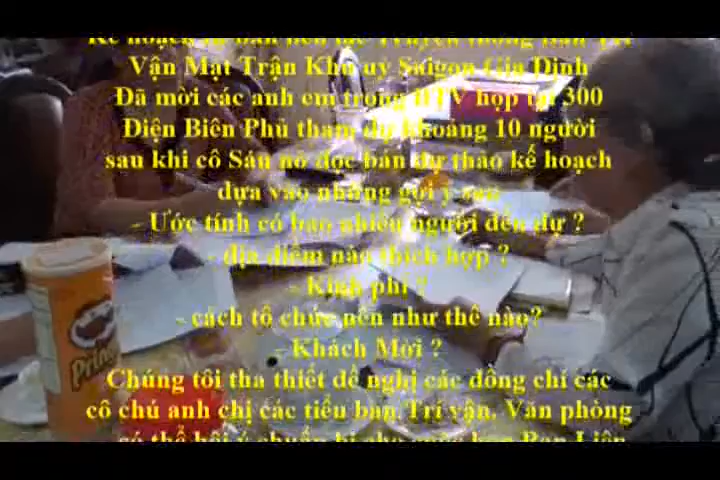 Vận Mạt Trận Khu uỷ Saigon Gia Định
Đã mời các anh em trong HTV họp tại 300
Diện Biên Phủ tham dự khoảng 10 người
sau khi cô Sáu nó đọc bản dự thảo kế hoạch
dựa vào những gợi ý sau
- Ước tính có bao nhiêu người đến dự ?
- địa điểm nào thích hợp ?
- Kinh phí ?
- cách tổ chức nên như thế nào?
- Khách Mời ?
Chúng tôi tha thiết đề nghị các đồng chí các
cô chú anh chị các tiểu ban,Trí vận, Văn phòng
Pring